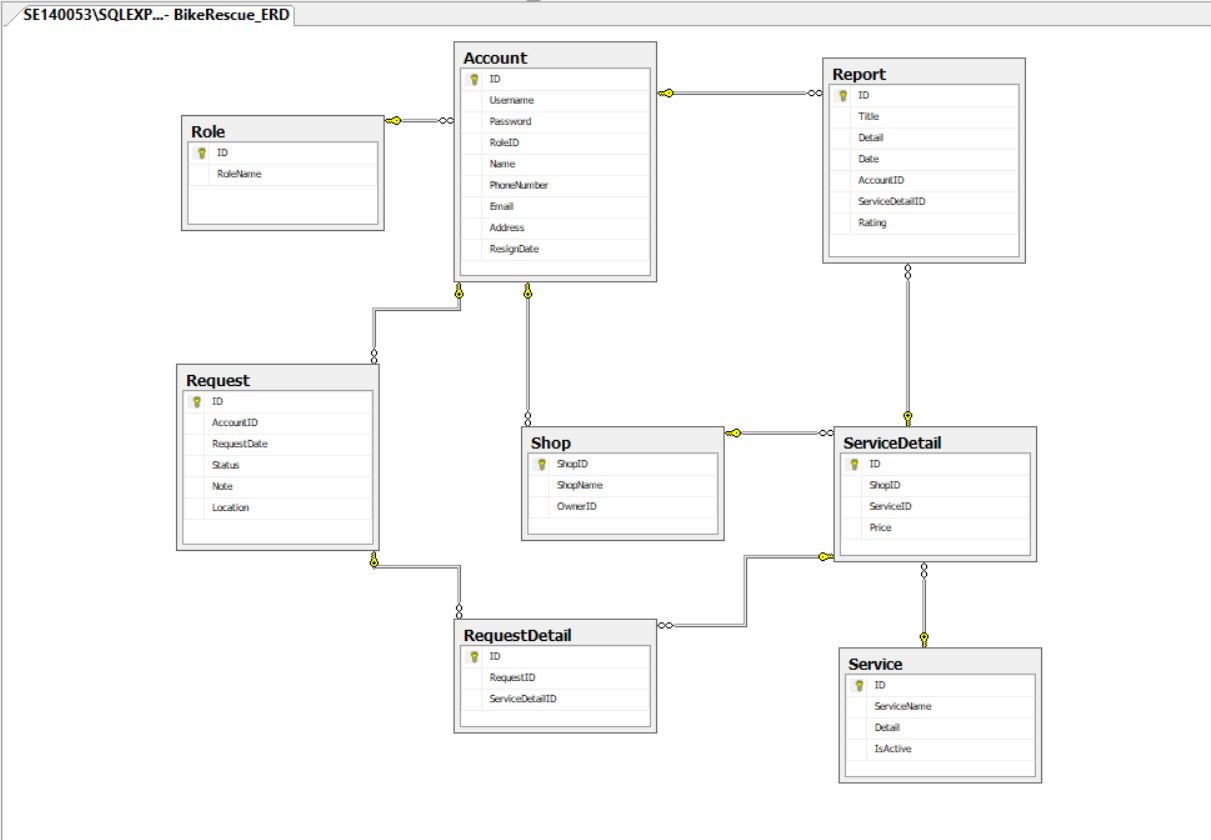 SE140053\SQLEXP...- BikeRescue_ERD
Account
ID
Username
Password
RoleID
Name
PhoneNumber
Email
Address
ResignDate
Report
ID
Title
Detail
Date
AccountID
ServiceDetailID
Rating
Role
ID
RoleName
Request
ID
AccountID
RequestDate
Status
Note
Location
Shop
ShopID
ShopName
OwnerID
ServiceDetail
ID
ShopID
ServiceID
Price
RequestDetail
ID
RequestID
ServiceDetailID
Service
ID
ServiceName
Detail
IsActive